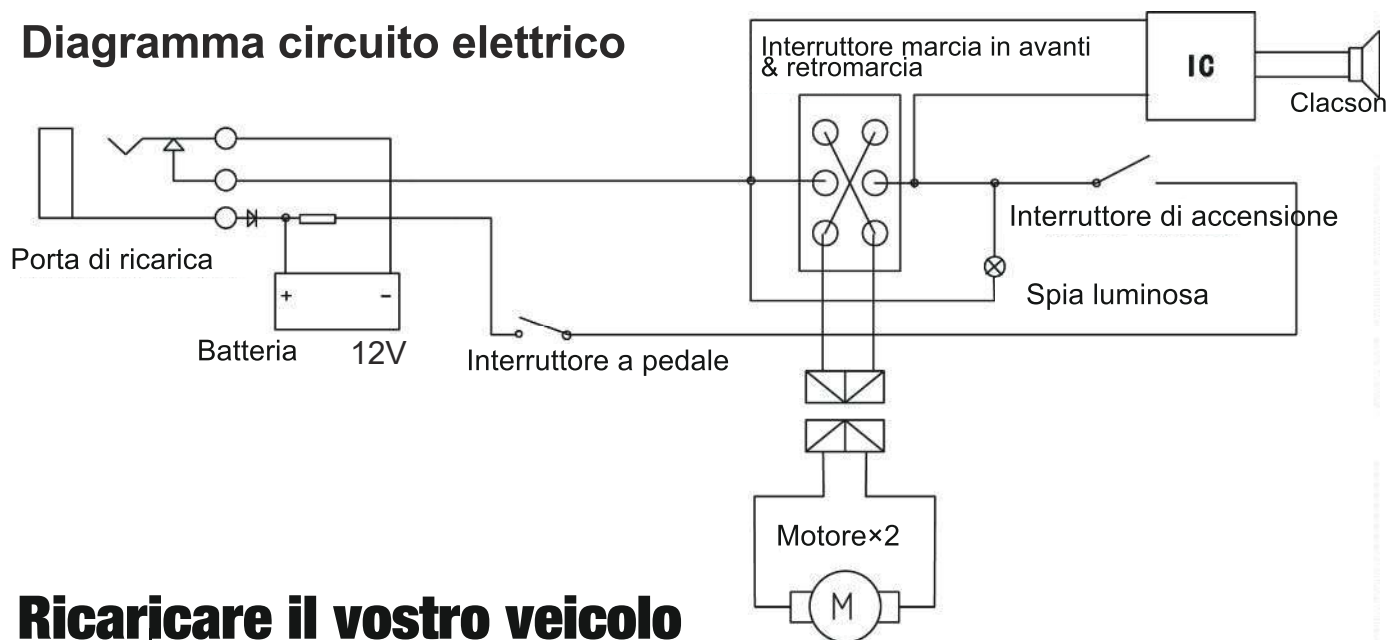 Diagramma circuito elettrico
Interruttore marcia in avanti
& retromarcia
IC
Clacson
Interruttore di accensione
Porta di ricarica
Spia luminosa
+ -
Batteria 12V
Interruttore a pedale
Motore×2
M
Ricaricare il vostro veicolo